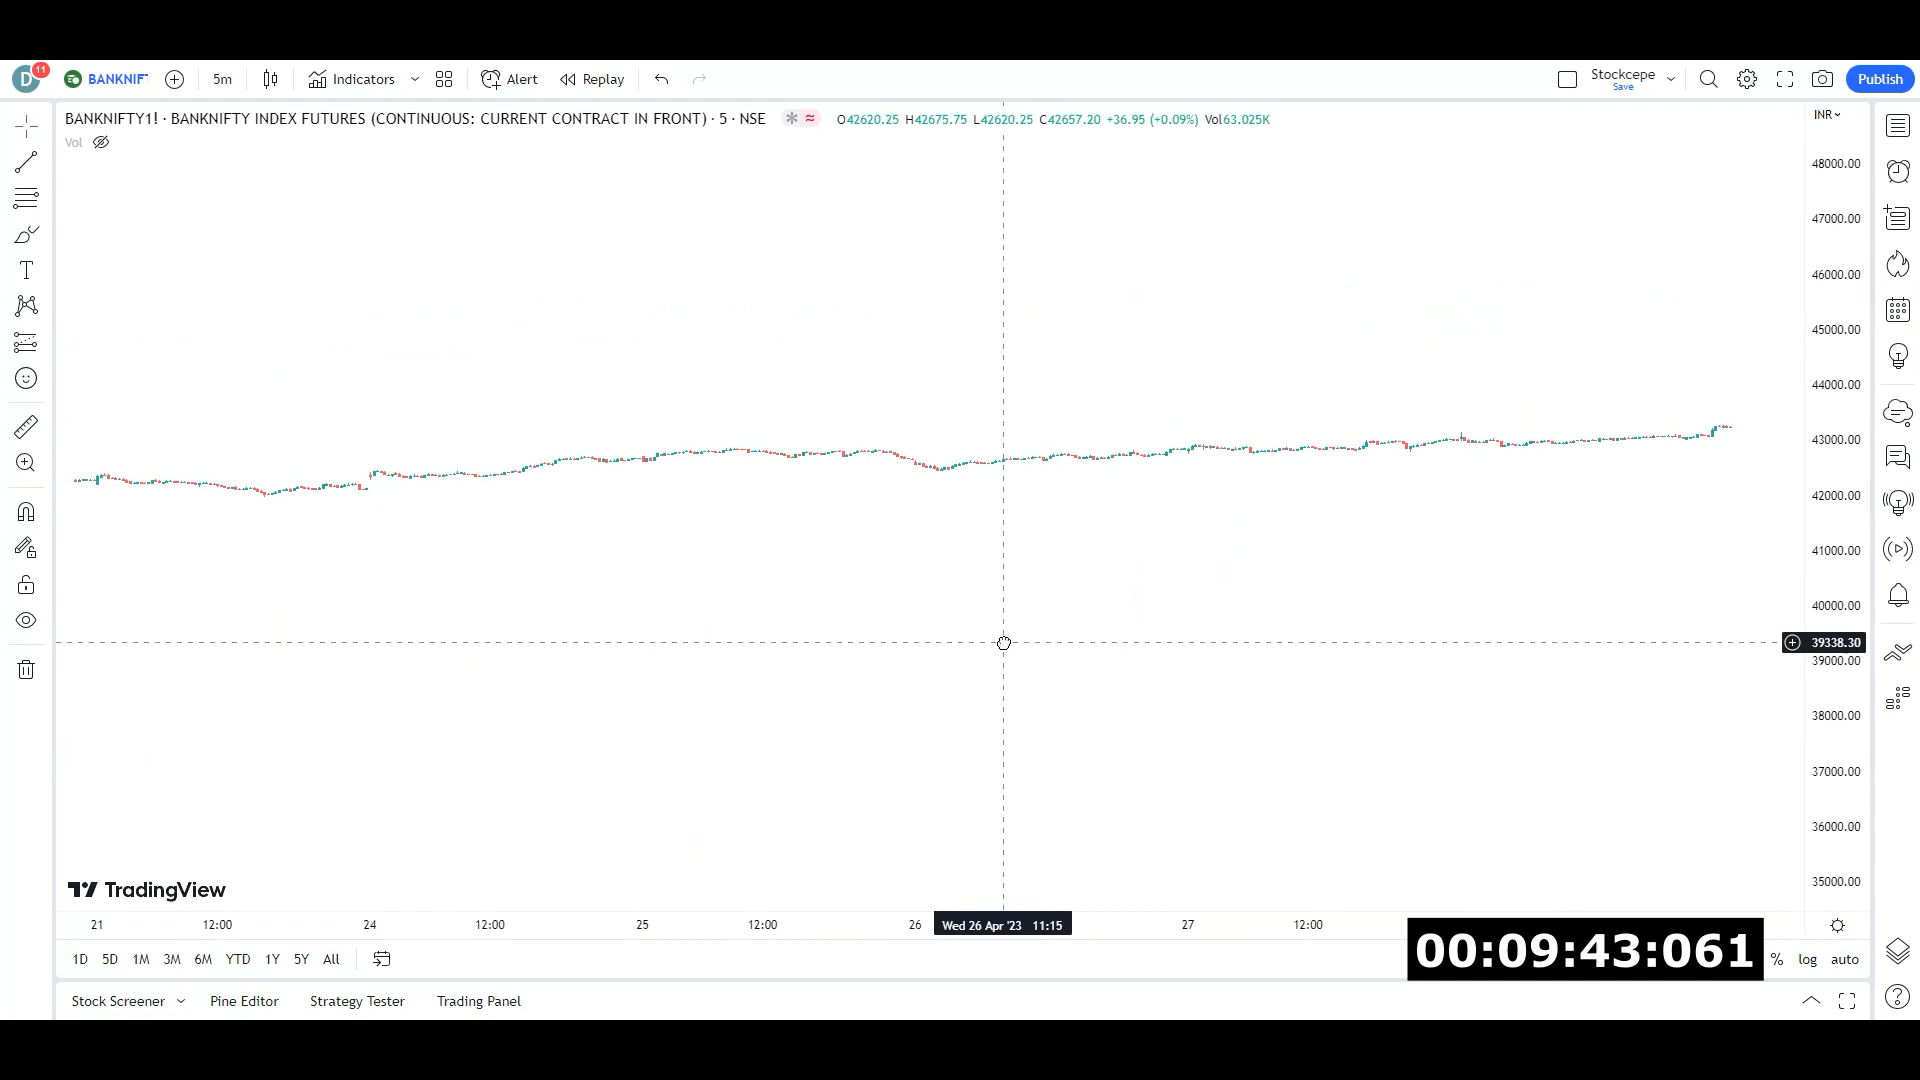 D 11 BANKNIF 5m Indicators Alert Replay Stockcepe Save Publish
BANKNIFTY1! · BANKNIFTY INDEX FUTURES (CONTINUOUS: CURRENT CONTRACT IN FRONT) · 5 · NSE O42620.25 H42675.75 L42620.25 C42657.20 +36.95 (+0.09%) Vol63.025K INR
Vol
48000.00
47000.00
46000.00
45000.00
44000.00
43000.00
42000.00
41000.00
40000.00
39338.30
39000.00
38000.00
37000.00
36000.00
35000.00
TradingView
21 12:00 24 12:00 25 12:00 26 Wed 26 Apr '23 11:15 27 12:00
00:09:43:061
1D 5D 1M 3M 6M YTD 1Y 5Y All % log auto
Stock Screener Pine Editor Strategy Tester Trading Panel